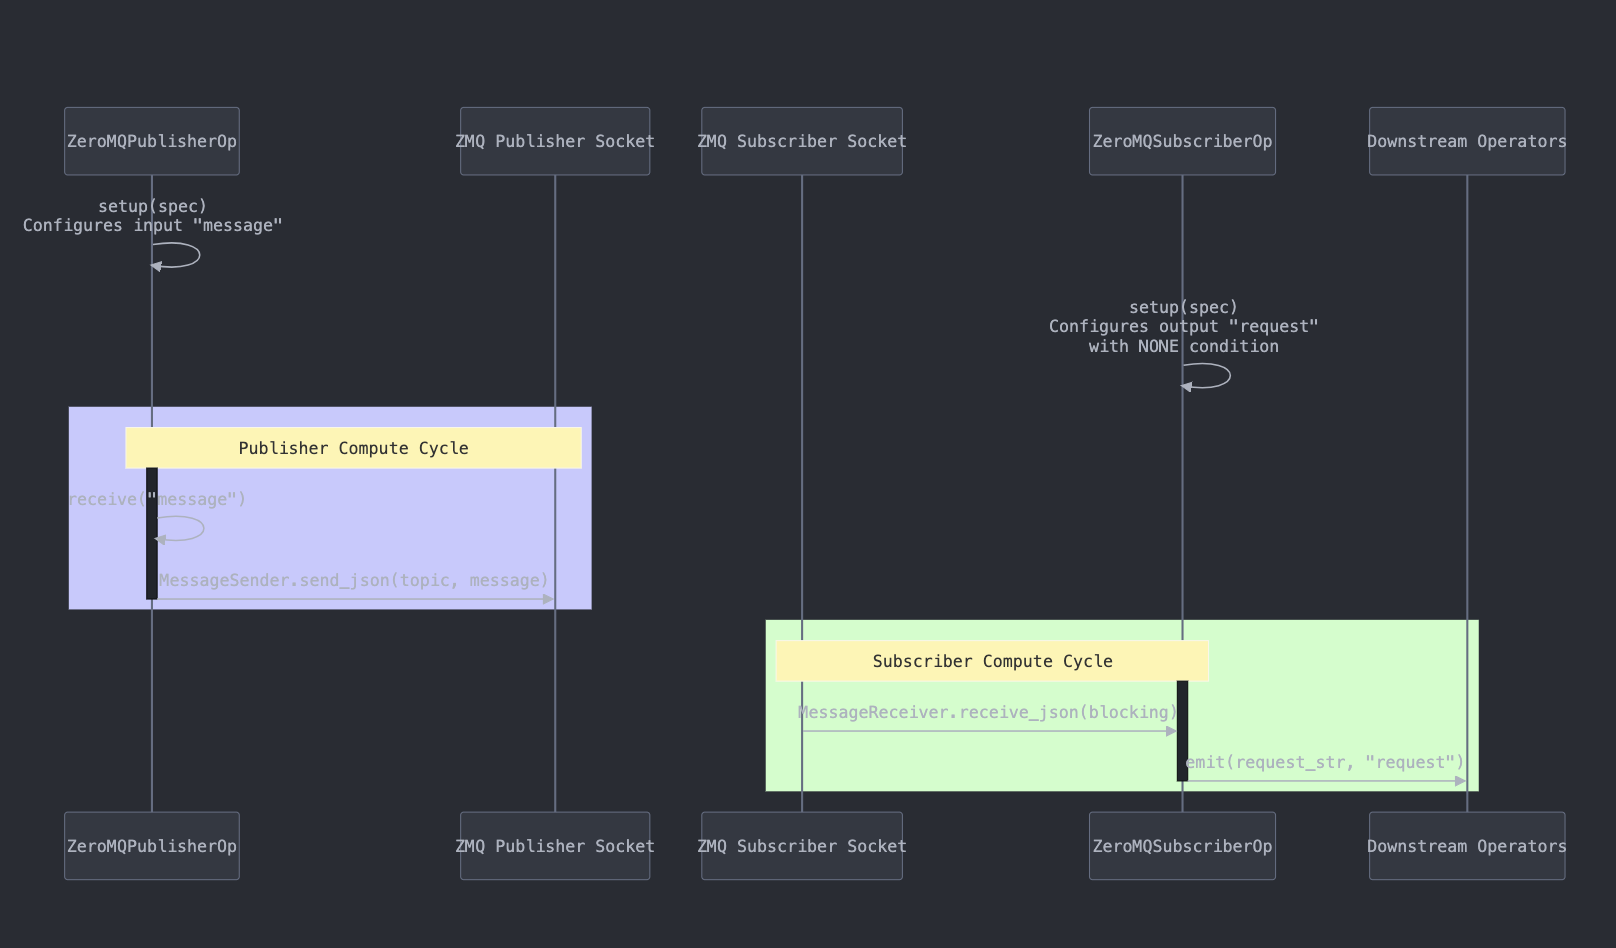 ZeroMQPublisherOp
ZMQ Publisher Socket
ZMQ Subscriber Socket
ZeroMQSubscriberOp
Downstream Operators
setup(spec)
Configures input "message"
setup(spec)
Configures output "request"
with NONE condition
Publisher Compute Cycle
receive("message")
MessageSender.send_json(topic, message)
Subscriber Compute Cycle
MessageReceiver.receive_json(blocking)
emit(request_str, "request")
ZeroMQPublisherOp
ZMQ Publisher Socket
ZMQ Subscriber Socket
ZeroMQSubscriberOp
Downstream Operators